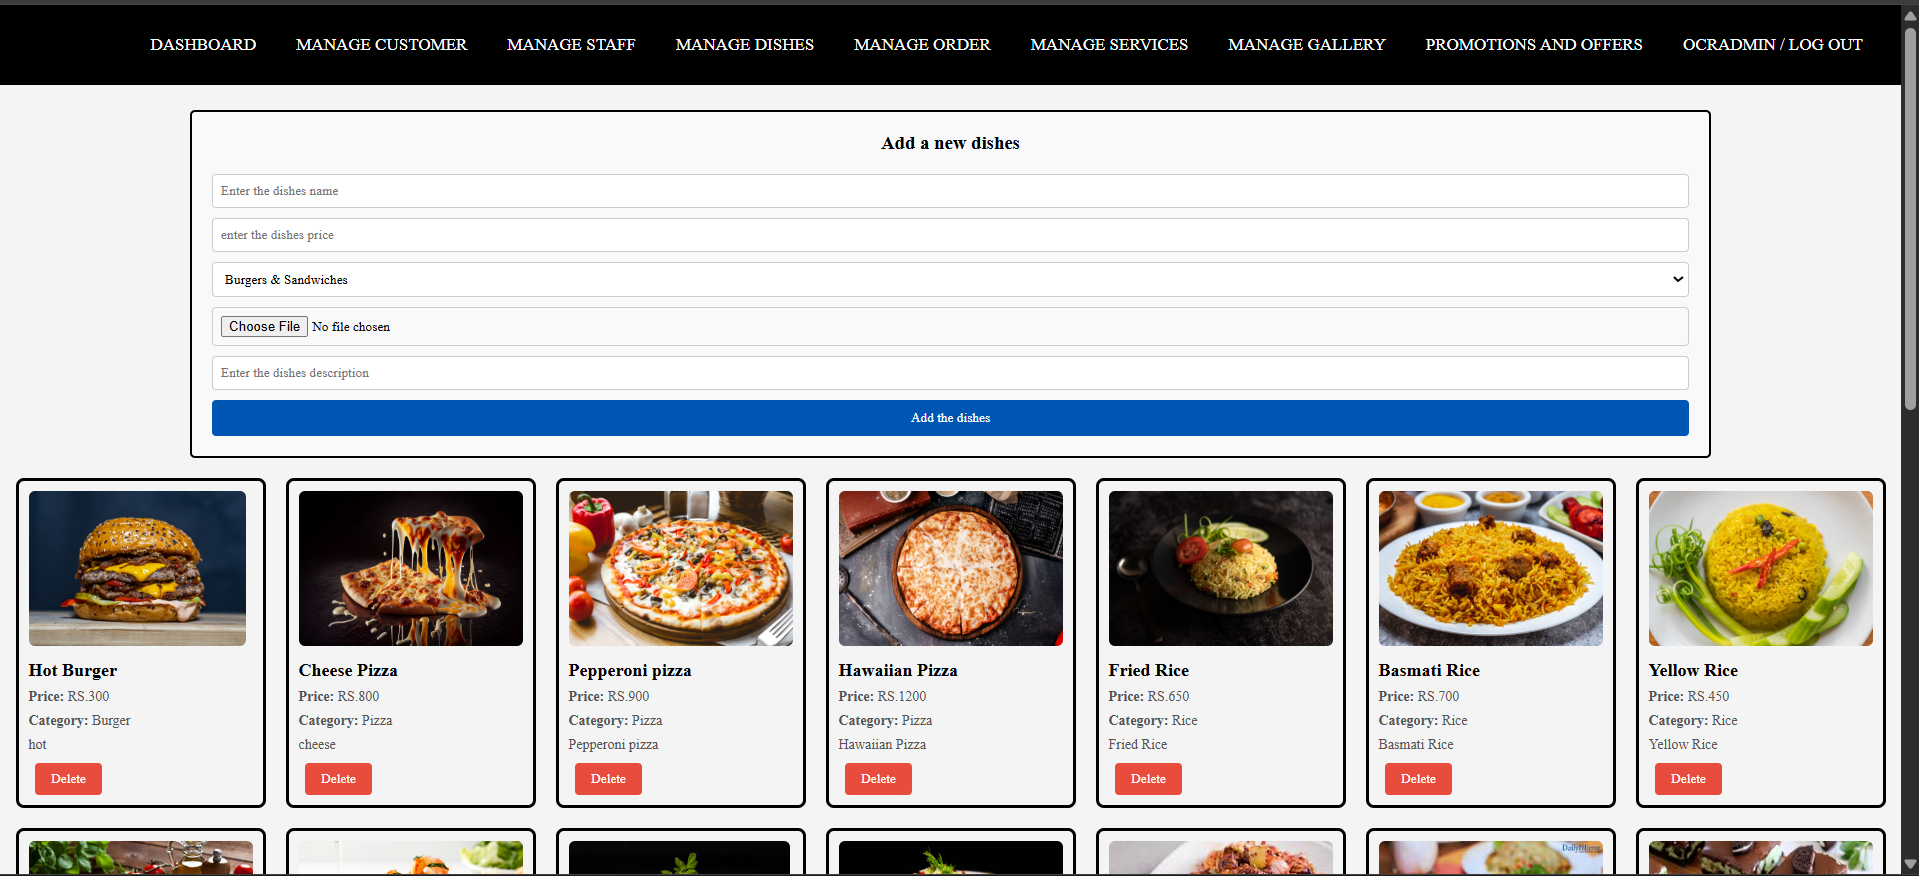 DASHBOARD MANAGE CUSTOMER MANAGE STAFF MANAGE DISHES MANAGE ORDER MANAGE SERVICES MANAGE GALLERY PROMOTIONS AND OFFERS OCRADMIN / LOG OUT
Add a new dishes
Enter the dishes name
enter the dishes price
Burgers & Sandwiches
Choose File No file chosen
Enter the dishes description
Add the dishes
Hot Burger
Price: RS.300
Category: Burger
hot
Delete
Cheese Pizza
Price: RS.800
Category: Pizza
cheese
Delete
Pepperoni pizza
Price: RS.900
Category: Pizza
Pepperoni pizza
Delete
Hawaiian Pizza
Price: RS.1200
Category: Pizza
Hawaiian Pizza
Delete
Fried Rice
Price: RS.650
Category: Rice
Fried Rice
Delete
Basmati Rice
Price: RS.700
Category: Rice
Basmati Rice
Delete
Yellow Rice
Price: RS.450
Category: Rice
Yellow Rice
Delete